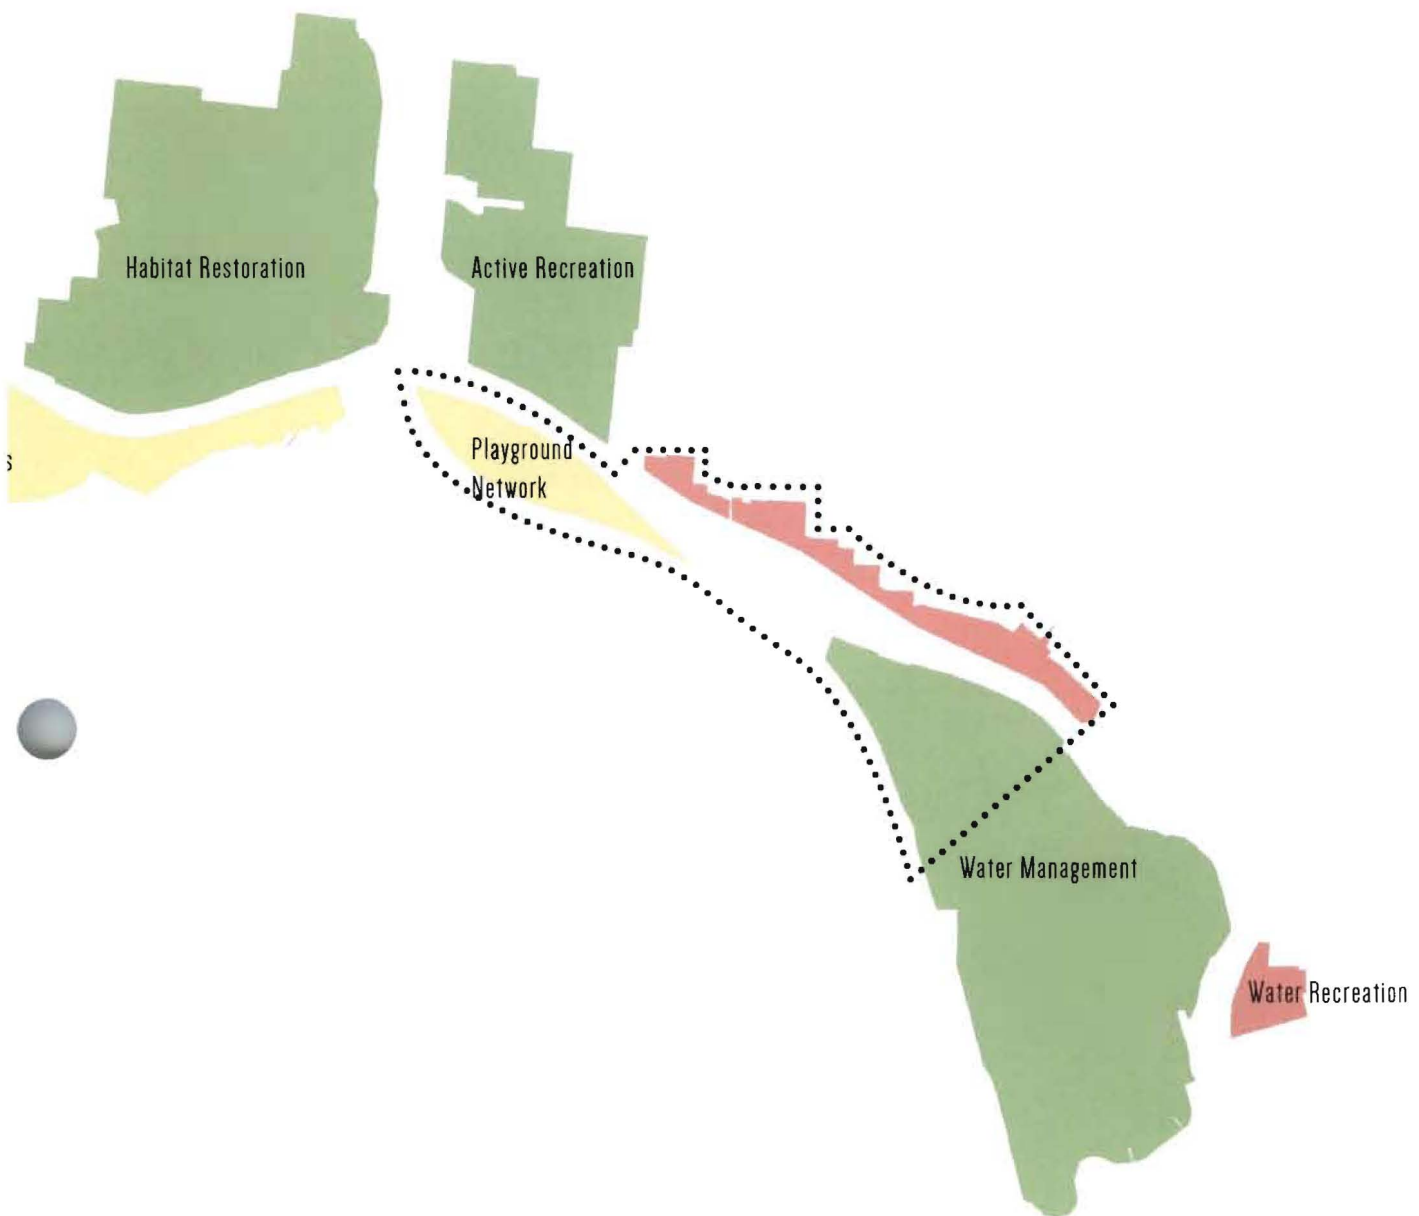 Habitat Restoration
Active Recreation
s
Playground
Network
Water Management
Water Recreation